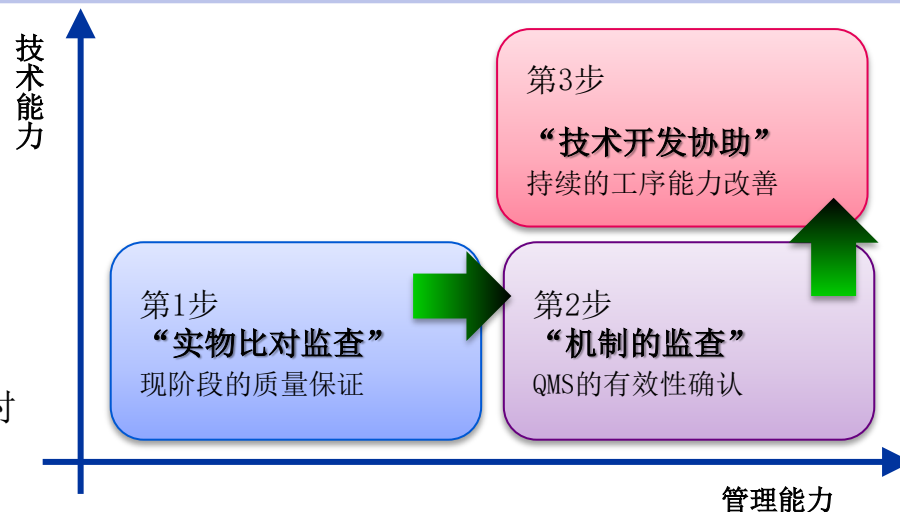 技术能力
第3步
“技术开发协助”
持续的工序能力改善
第1步
“实物比对监查”
现阶段的质量保证
第2步
“机制的监查”
QMS的有效性确认
管理能力